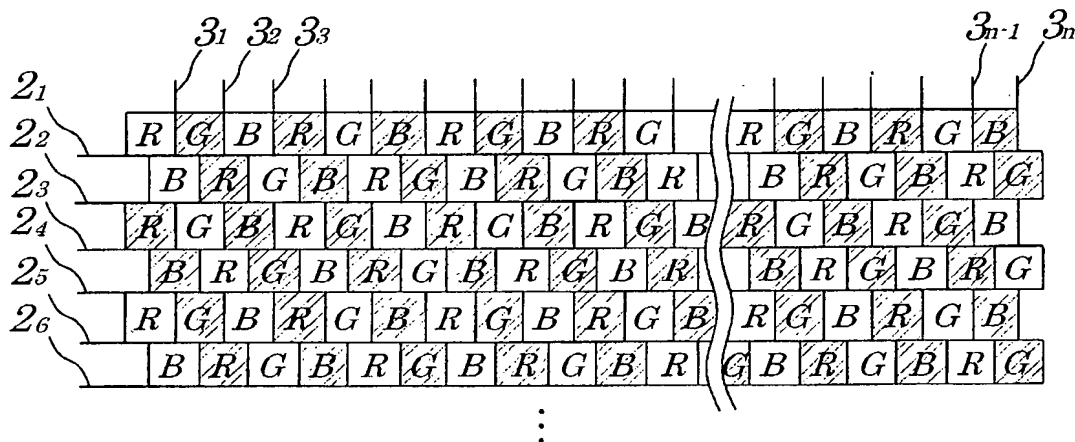 3₁ 3₂ 3₃ 3ₙ₋₁ 3ₙ
2₁
R G B R G B R G B R G R G B R G B
2₂
B R G B R G B R G B R B R G B R G
2₃
R G B R G B R G B R G B R G B R G B
2₄
B R G B R G B R G B R B R G B R G
2₅
R G B R G B R G B R G B R G B R G B
2₆
B R G B R G B R G B R G B R G B R G